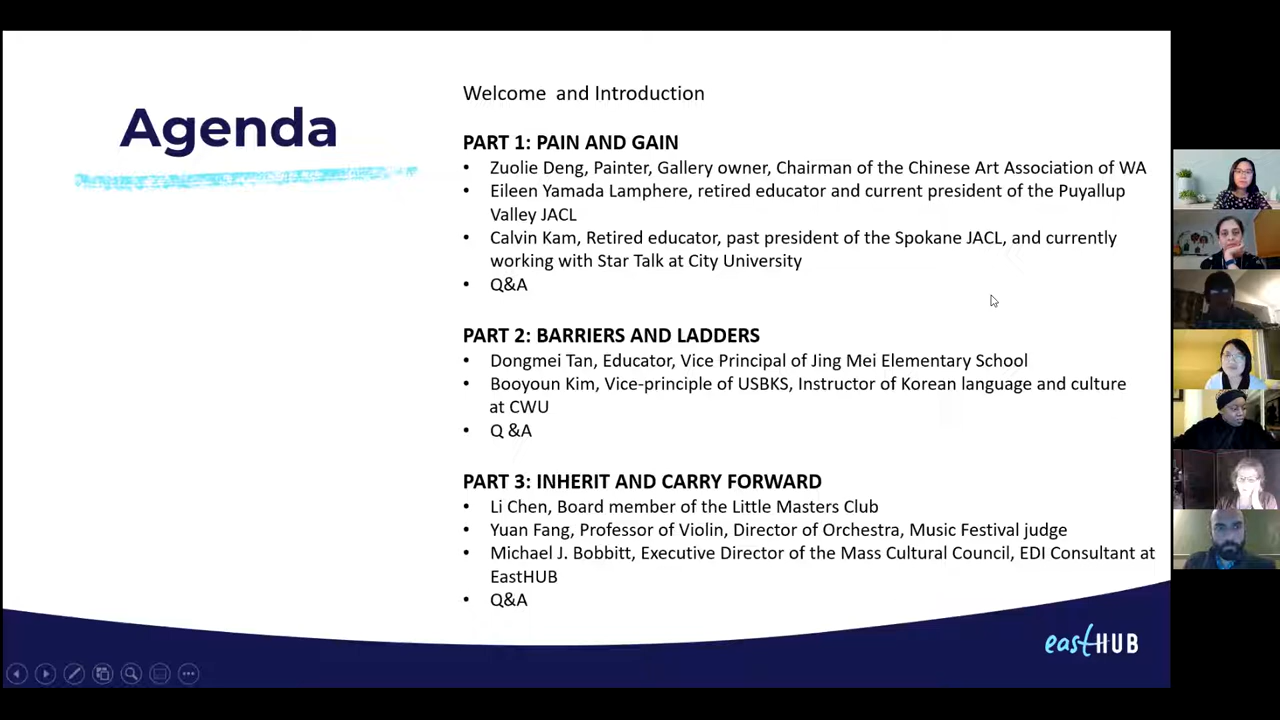 Agenda
Welcome  and Introduction
PART 1: PAIN AND GAIN
• Zuolie Deng, Painter, Gallery owner, Chairman of the Chinese Art Association of WA
• Eileen Yamada Lamphere, retired educator and current president of the Puyallup
Valley JACL
• Calvin Kam, Retired educator, past president of the Spokane JACL, and currently
working with Star Talk at City University
• Q&A
PART 2: BARRIERS AND LADDERS
• Dongmei Tan, Educator, Vice Principal of Jing Mei Elementary School
• Booyoun Kim, Vice-principle of USBKS, Instructor of Korean language and culture
at CWU
• Q &A
PART 3: INHERIT AND CARRY FORWARD
• Li Chen, Board member of the Little Masters Club
• Yuan Fang, Professor of Violin, Director of Orchestra, Music Festival judge
• Michael J. Bobbitt, Executive Director of the Mass Cultural Council, EDI Consultant at
EastHUB
• Q&A
eastHUB